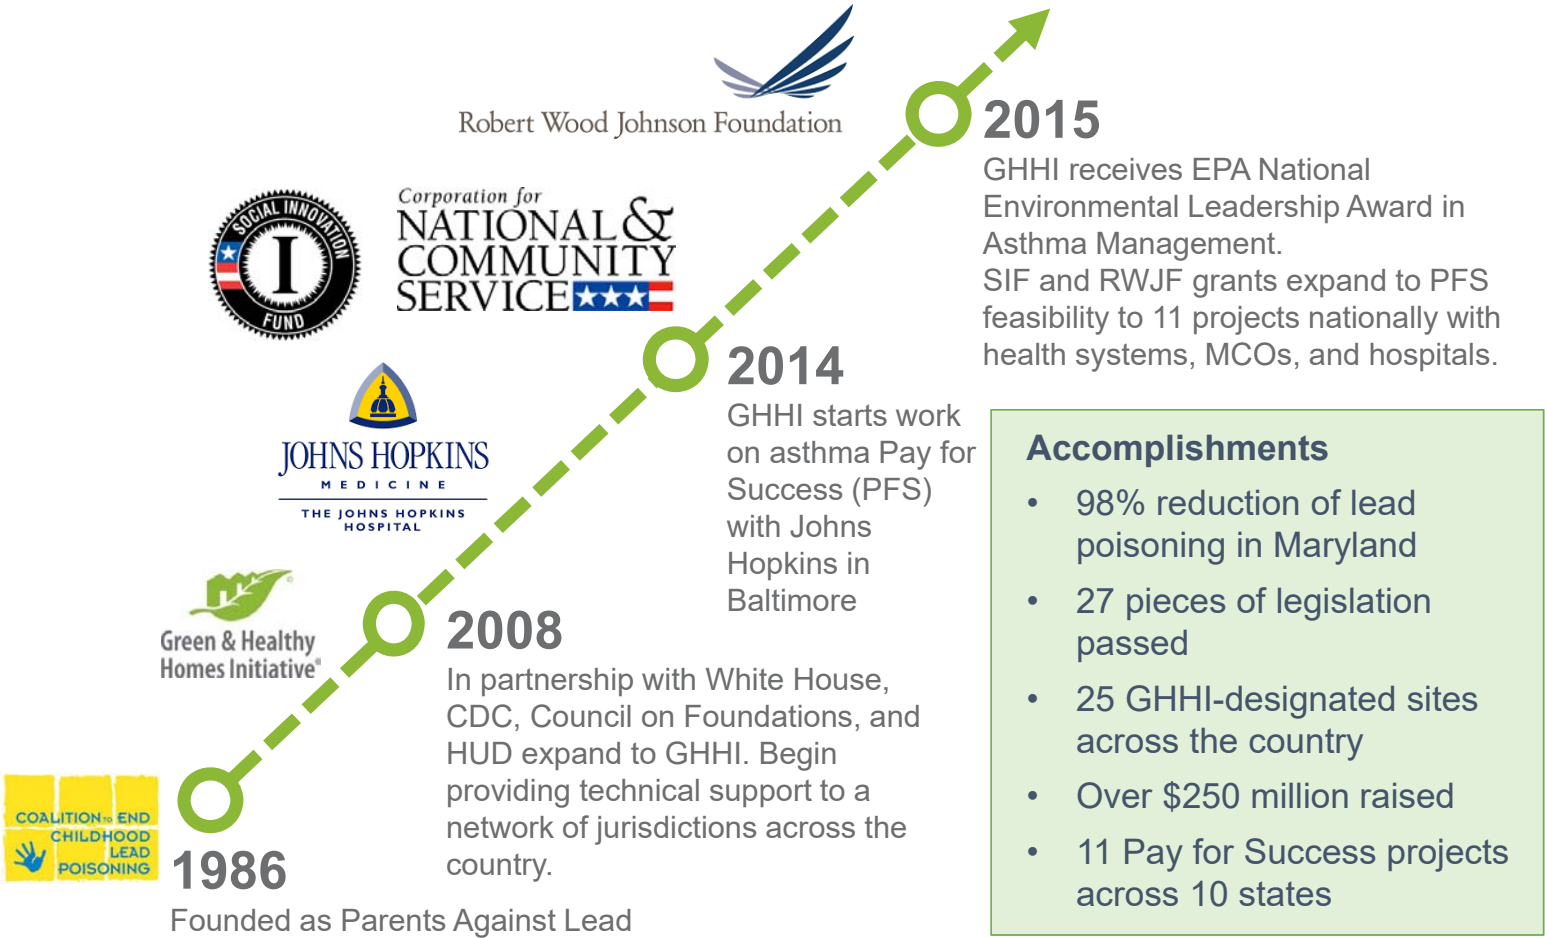 Robert Wood Johnson Foundation
2015
GHHI receives EPA National
Environmental Leadership Award in
Asthma Management.
SIF and RWJF grants expand to PFS
feasibility to 11 projects nationally with
health systems, MCOs, and hospitals.
SOCIAL INNOVATION
I
FUND
Corporation for
NATIONAL &
COMMUNITY
SERVICE
2014
GHHI starts work
on asthma Pay for
Success (PFS)
with Johns
Hopkins in
Baltimore
JOHNS HOPKINS
MEDICINE
THE JOHNS HOPKINS
HOSPITAL
Green & Healthy
Homes Initiative®
2008
In partnership with White House,
CDC, Council on Foundations, and
HUD expand to GHHI. Begin
providing technical support to a
network of jurisdictions across the
country.
COALITION TO END
CHILDHOOD
LEAD
POISONING
1986
Founded as Parents Against Lead
Accomplishments
• 98% reduction of lead
poisoning in Maryland
• 27 pieces of legislation
passed
• 25 GHHI-designated sites
across the country
• Over $250 million raised
• 11 Pay for Success projects
across 10 states